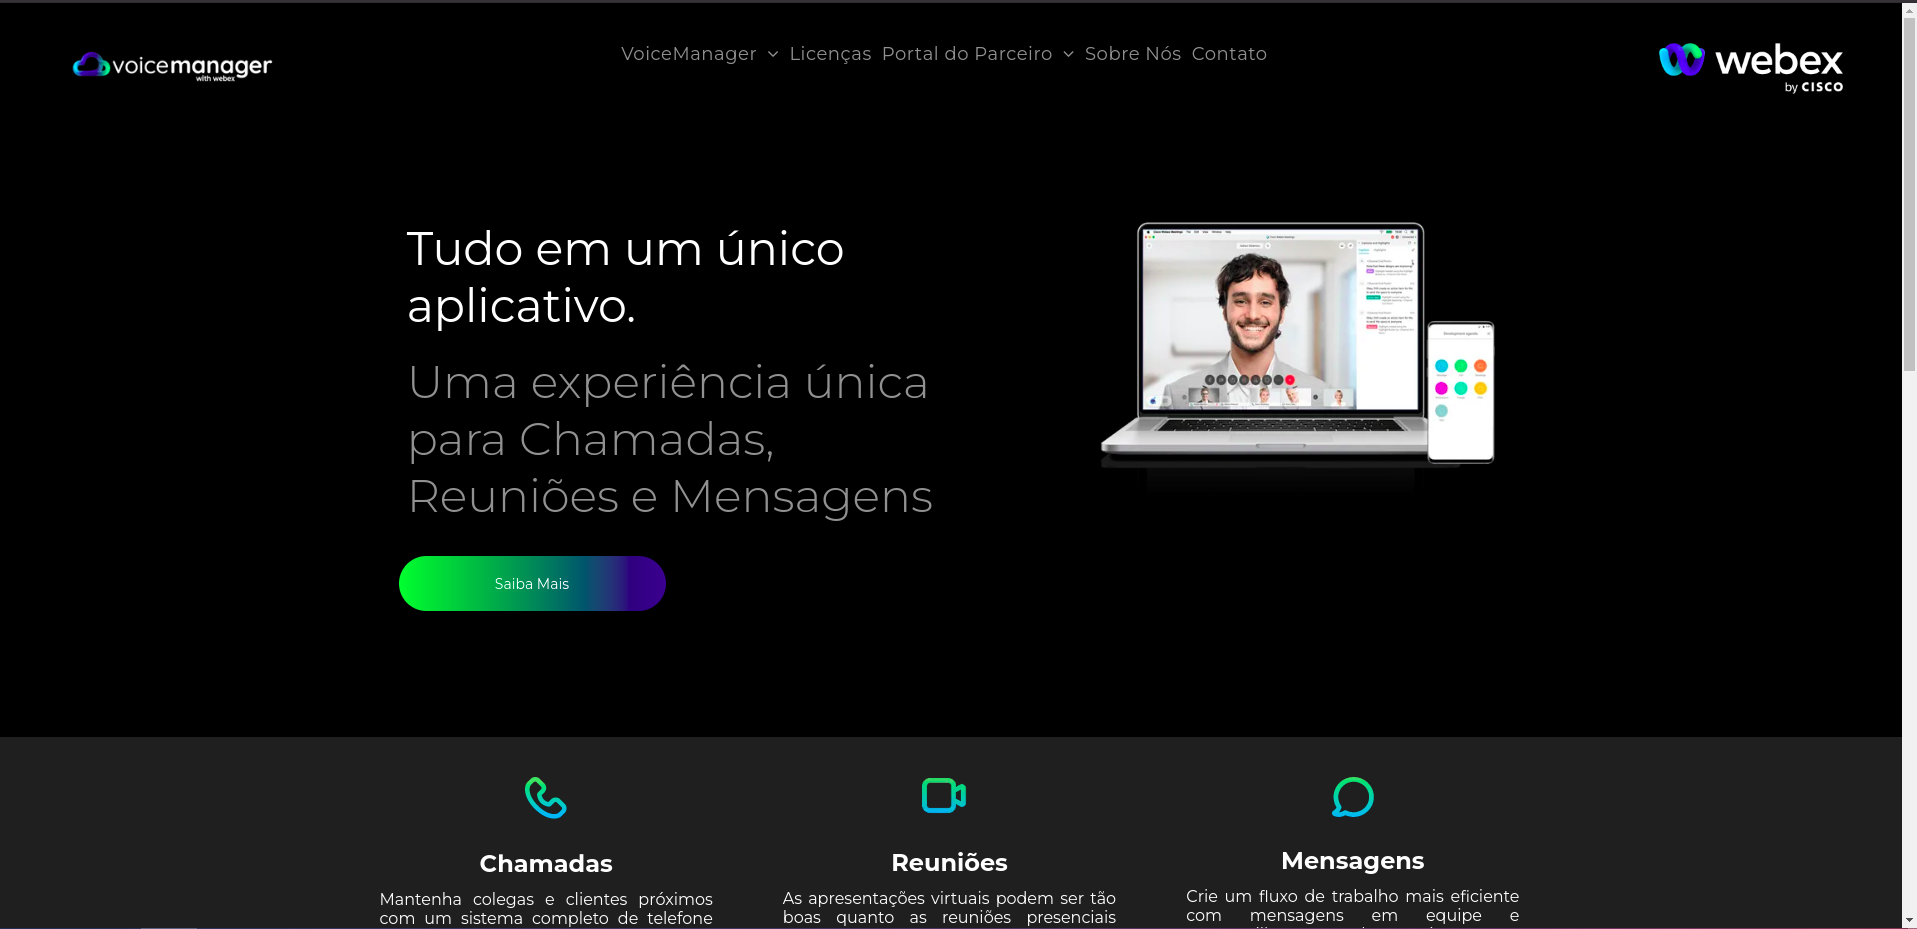 voicemanager
with webex
VoiceManager Licenças Portal do Parceiro Sobre Nós Contato
webex
by CISCO
Tudo em um único
aplicativo.
Uma experiência única
para Chamadas,
Reuniões e Mensagens
Saiba Mais
Chamadas
Mantenha colegas e clientes próximos
com um sistema completo de telefone
Reuniões
As apresentações virtuais podem ser tão
boas quanto as reuniões presenciais
Mensagens
Crie um fluxo de trabalho mais eficiente
com mensagens em equipe e